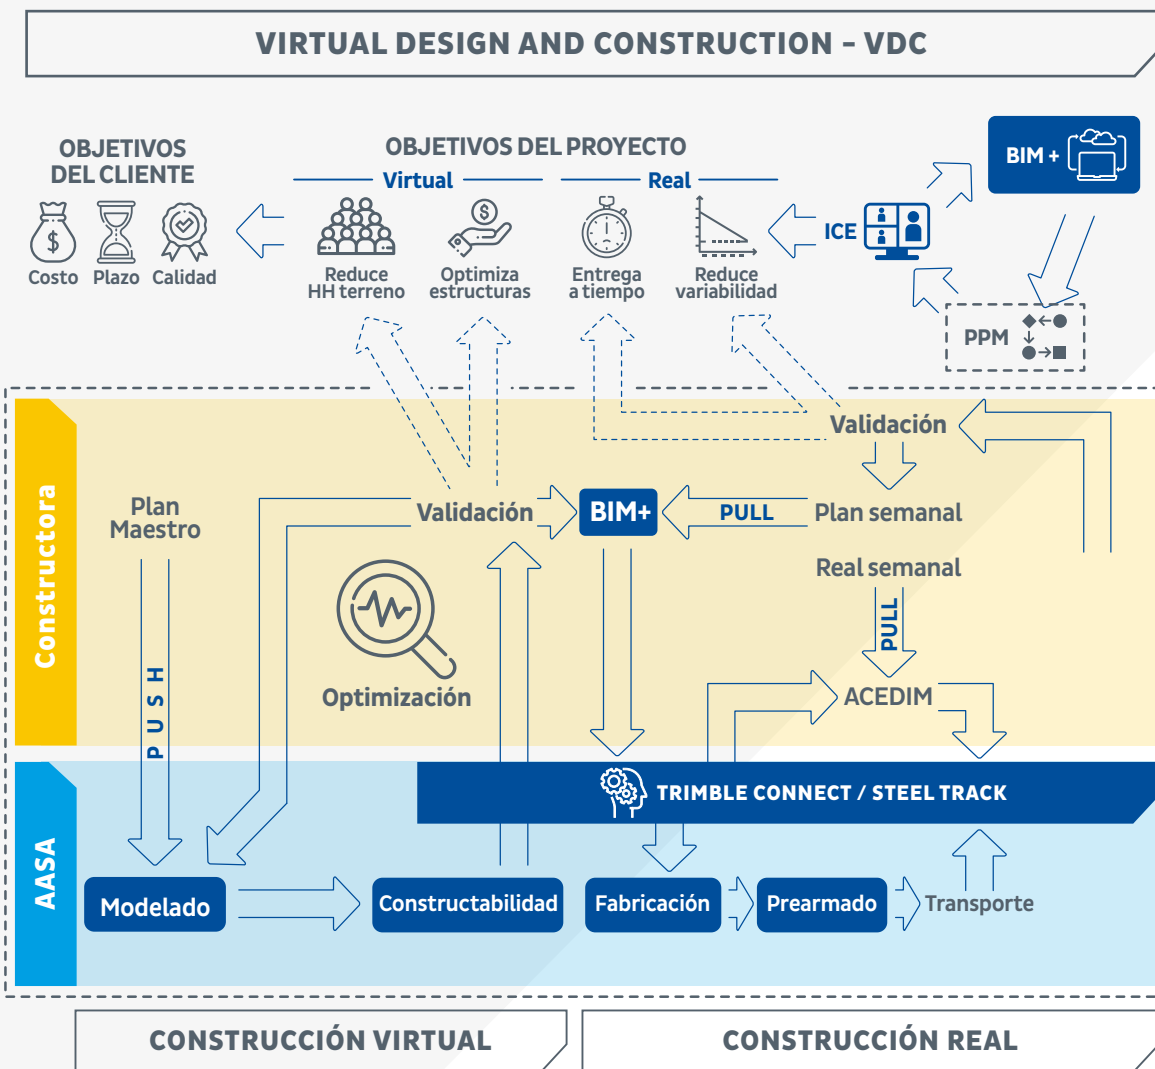 VIRTUAL DESIGN AND CONSTRUCTION - VDC
OBJETIVOS
DEL CLIENTE
Costo
Plazo
Calidad
OBJETIVOS DEL PROYECTO
Virtual
Real
Reduce
HH terreno
Optimiza
estructuras
Entrega
a tiempo
Reduce
variabilidad
ICE
BIM +
PPM
Constructora
Plan
Maestro
PUSH
Validación
BIM+
PULL
Validación
Plan semanal
Real semanal
PULL
ACEDIM
Optimización
AASA
TRIMBLE CONNECT / STEEL TRACK
Modelado
Constructabilidad
Fabricación
Prearmado
Transporte
CONSTRUCCIÓN VIRTUAL
CONSTRUCCIÓN REAL